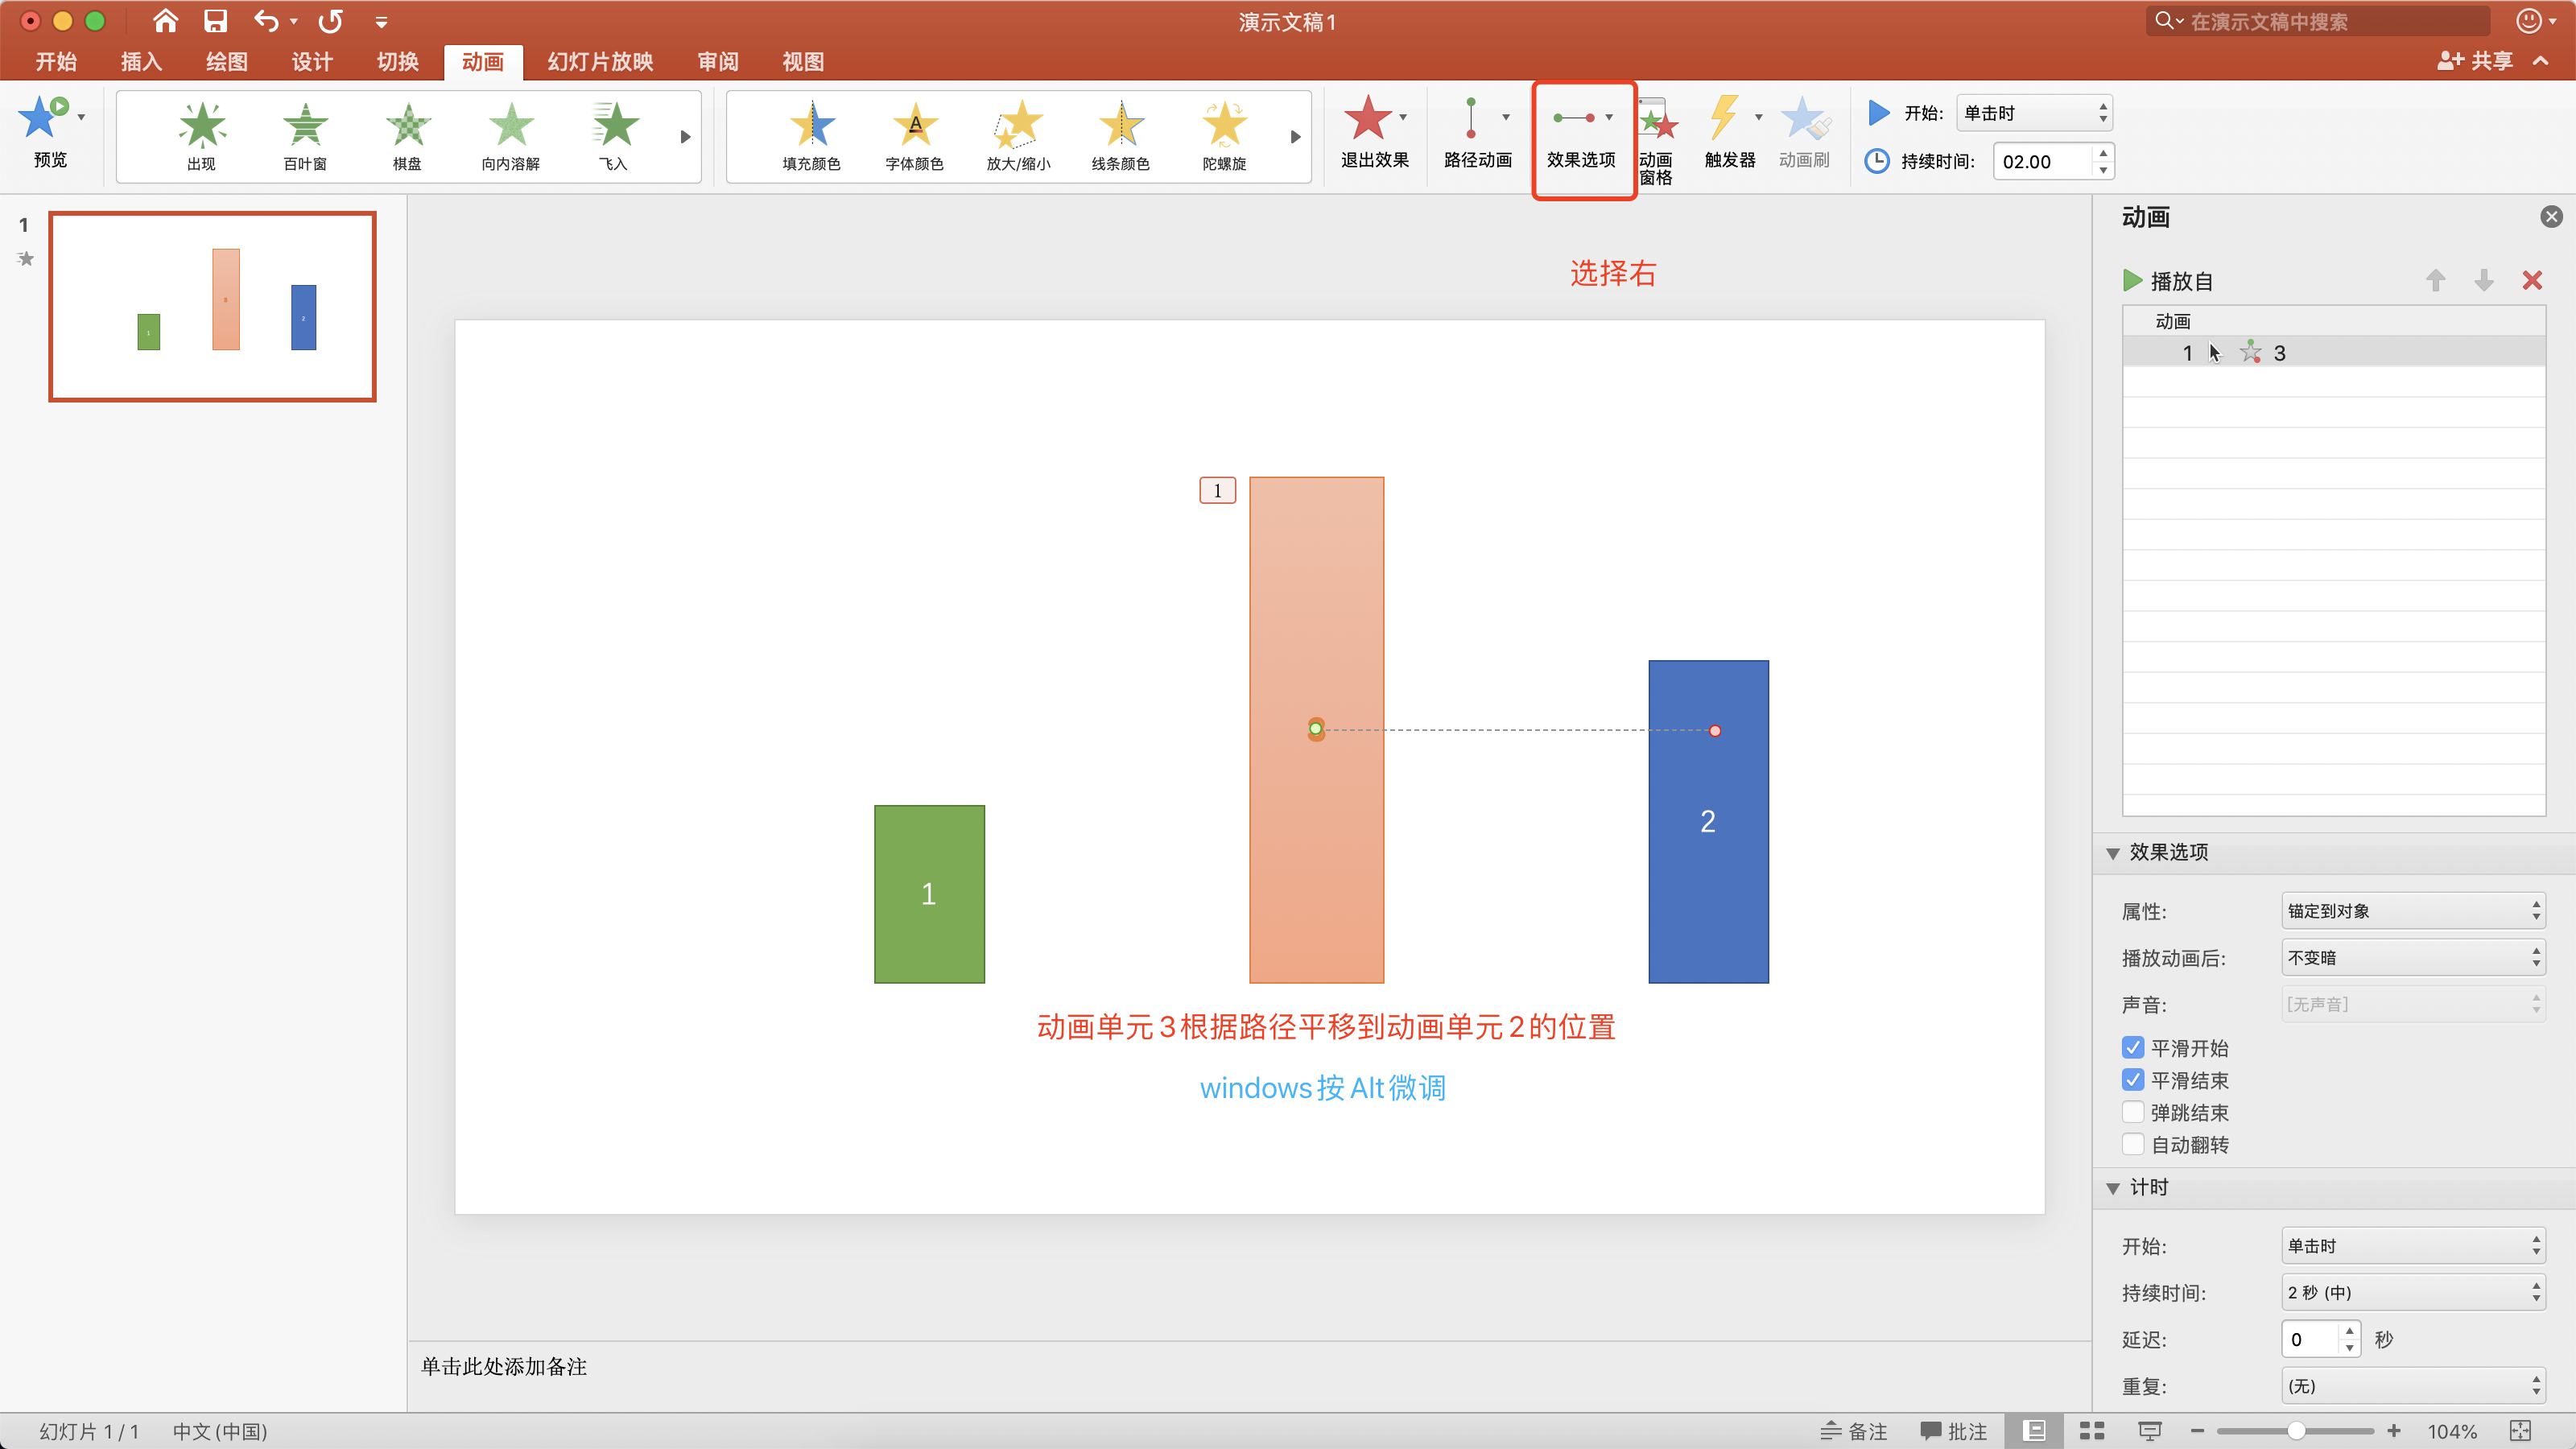 演示文稿1
在演示文稿中搜索
开始 插入 绘图 设计 切换 动画 幻灯片放映 审阅 视图
共享
预览
出现 百叶窗 棋盘 向内溶解 飞入
填充颜色 字体颜色 放大/缩小 线条颜色 陀螺旋
退出效果 路径动画 效果选项 动画窗格 触发器 动画刷
开始: 单击时
持续时间: 02.00
1
1
3
2
选择右
1
1
2
动画单元3根据路径平移到动画单元2的位置
windows按Alt微调
单击此处添加备注
动画
播放自
动画
1 3
效果选项
属性: 锚定到对象
播放动画后: 不变暗
声音: [无声音]
平滑开始
平滑结束
弹跳结束
自动翻转
计时
开始: 单击时
持续时间: 2 秒 (中)
延迟: 0 秒
重复: (无)
幻灯片 1 / 1 中文 (中国)
备注 批注 104%